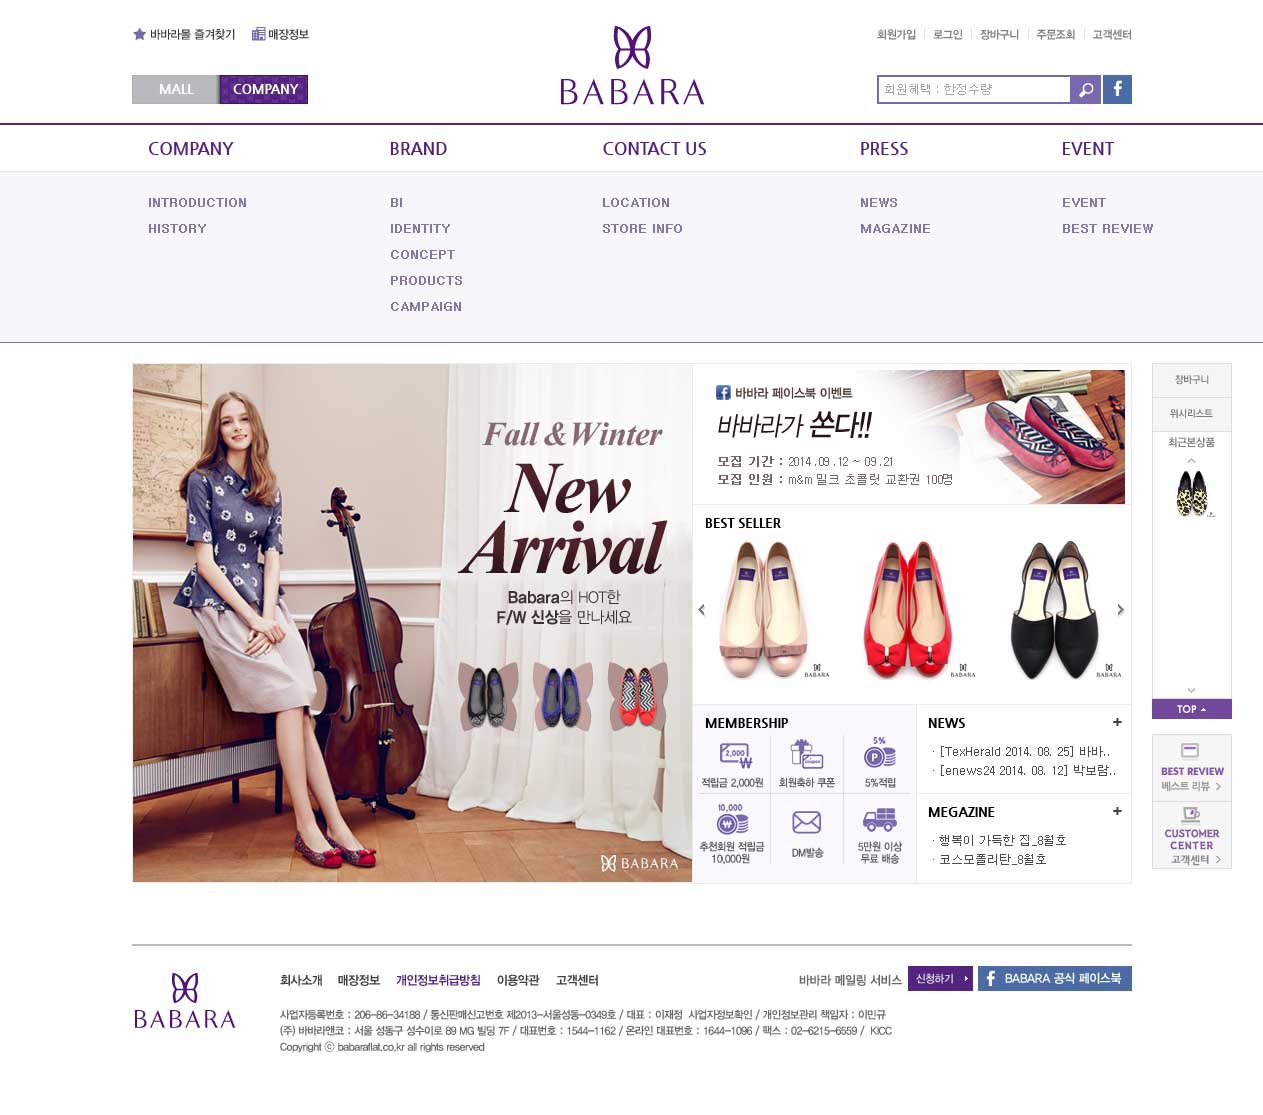 바바라몰 즐겨찾기 매장정보
BABARA
회원가입 로그인 장바구니 주문조회 고객센터
MALL COMPANY
회원혜택 : 한정수량
f
COMPANY BRAND CONTACT US PRESS EVENT
INTRODUCTION BI LOCATION NEWS EVENT
HISTORY IDENTITY STORE INFO MAGAZINE BEST REVIEW
CONCEPT
PRODUCTS
CAMPAIGN
Fall & Winter
New
Arrival
Babara의 HOT한
F/W 신상을 만나세요
BABARA
f 바바라 페이스북 이벤트
바바라가 쏜다!!
모집 기간 : 2014.09.12 ~ 09.21
모집 인원 : m&m 밀크 초콜릿 교환권 100명
BEST SELLER
BABARA BABARA BABARA
MEMBERSHIP
2,000
적립금 2,000원
회원축하 쿠폰
5%
P
5%적립
10,000
추천회원 적립금
10,000원
DM발송
5만원 이상
무료 배송
NEWS +
· [TexHerald 2014. 08. 25] 바바..
· [enews24 2014. 08. 12] 박보람..
MEGAZINE +
· 행복이 가득한 집_8월호
· 코스모폴리탄_8월호
장바구니
위시리스트
최근본상품
TOP
BEST REVIEW
베스트 리뷰 >
CUSTOMER
CENTER
고객센터 >
BABARA
회사소개 매장정보 개인정보취급방침 이용약관 고객센터
바바라 메일링 서비스 신청하기 f BABARA 공식 페이스북
사업자등록번호 : 206-86-34188 / 통신판매신고번호 제2013-서울성동-0349호 / 대표 : 이재정 사업자정보확인 / 개인정보관리 책임자 : 이민규
(주) 바바라앤코 : 서울 성동구 성수이로 89 MG 빌딩 7F / 대표번호 : 1544-1162 / 온라인 대표번호 : 1644-1096 / 팩스 : 02-6215-6559 / KICC
Copyright ⓒ babaraflat.co.kr all rights reserved